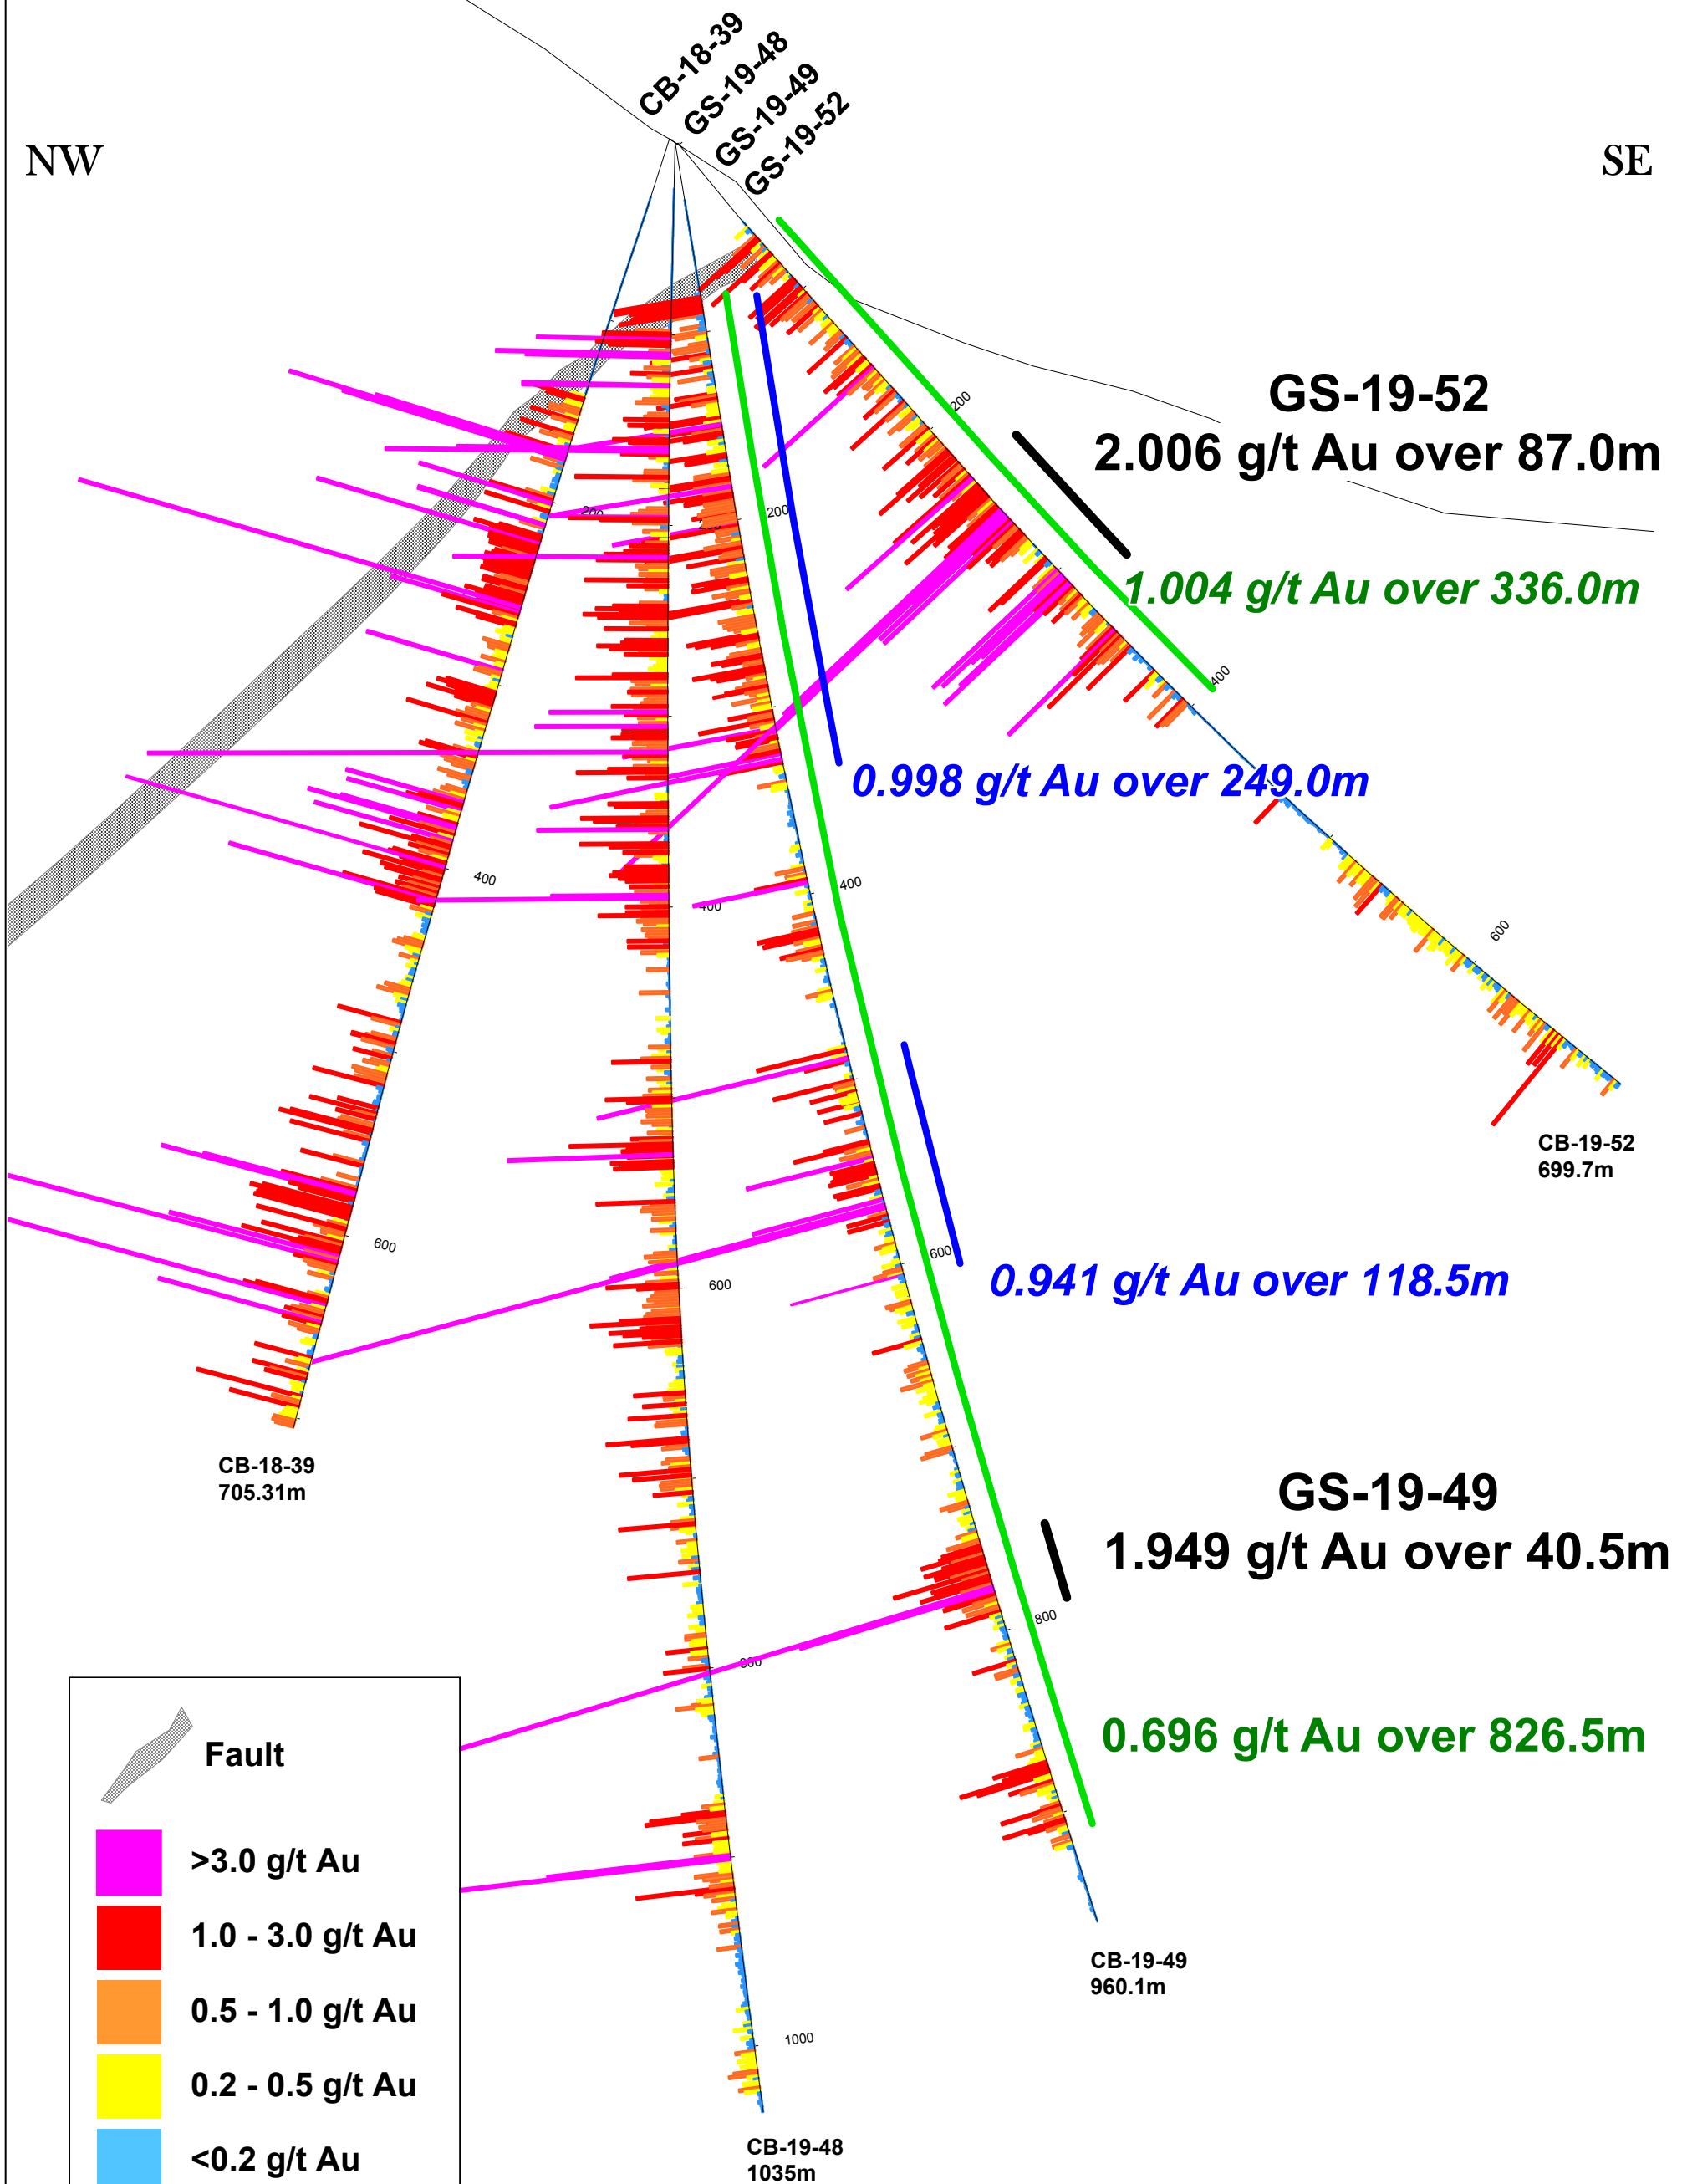 CB-18-39
GS-19-48
GS-19-49
GS-19-52
NW
SE
200
GS-19-52
2.006 g/t Au over 87.0m
200
200
1.004 g/t Au over 336.0m
400
0.998 g/t Au over 249.0m
400
400
400
600
CB-19-52
699.7m
600
600
600
0.941 g/t Au over 118.5m
CB-18-39
705.31m
GS-19-49
1.949 g/t Au over 40.5m
800
800
0.696 g/t Au over 826.5m
Fault
>3.0 g/t Au
1.0 - 3.0 g/t Au
0.5 - 1.0 g/t Au
0.2 - 0.5 g/t Au
<0.2 g/t Au
CB-19-49
960.1m
1000
CB-19-48
1035m